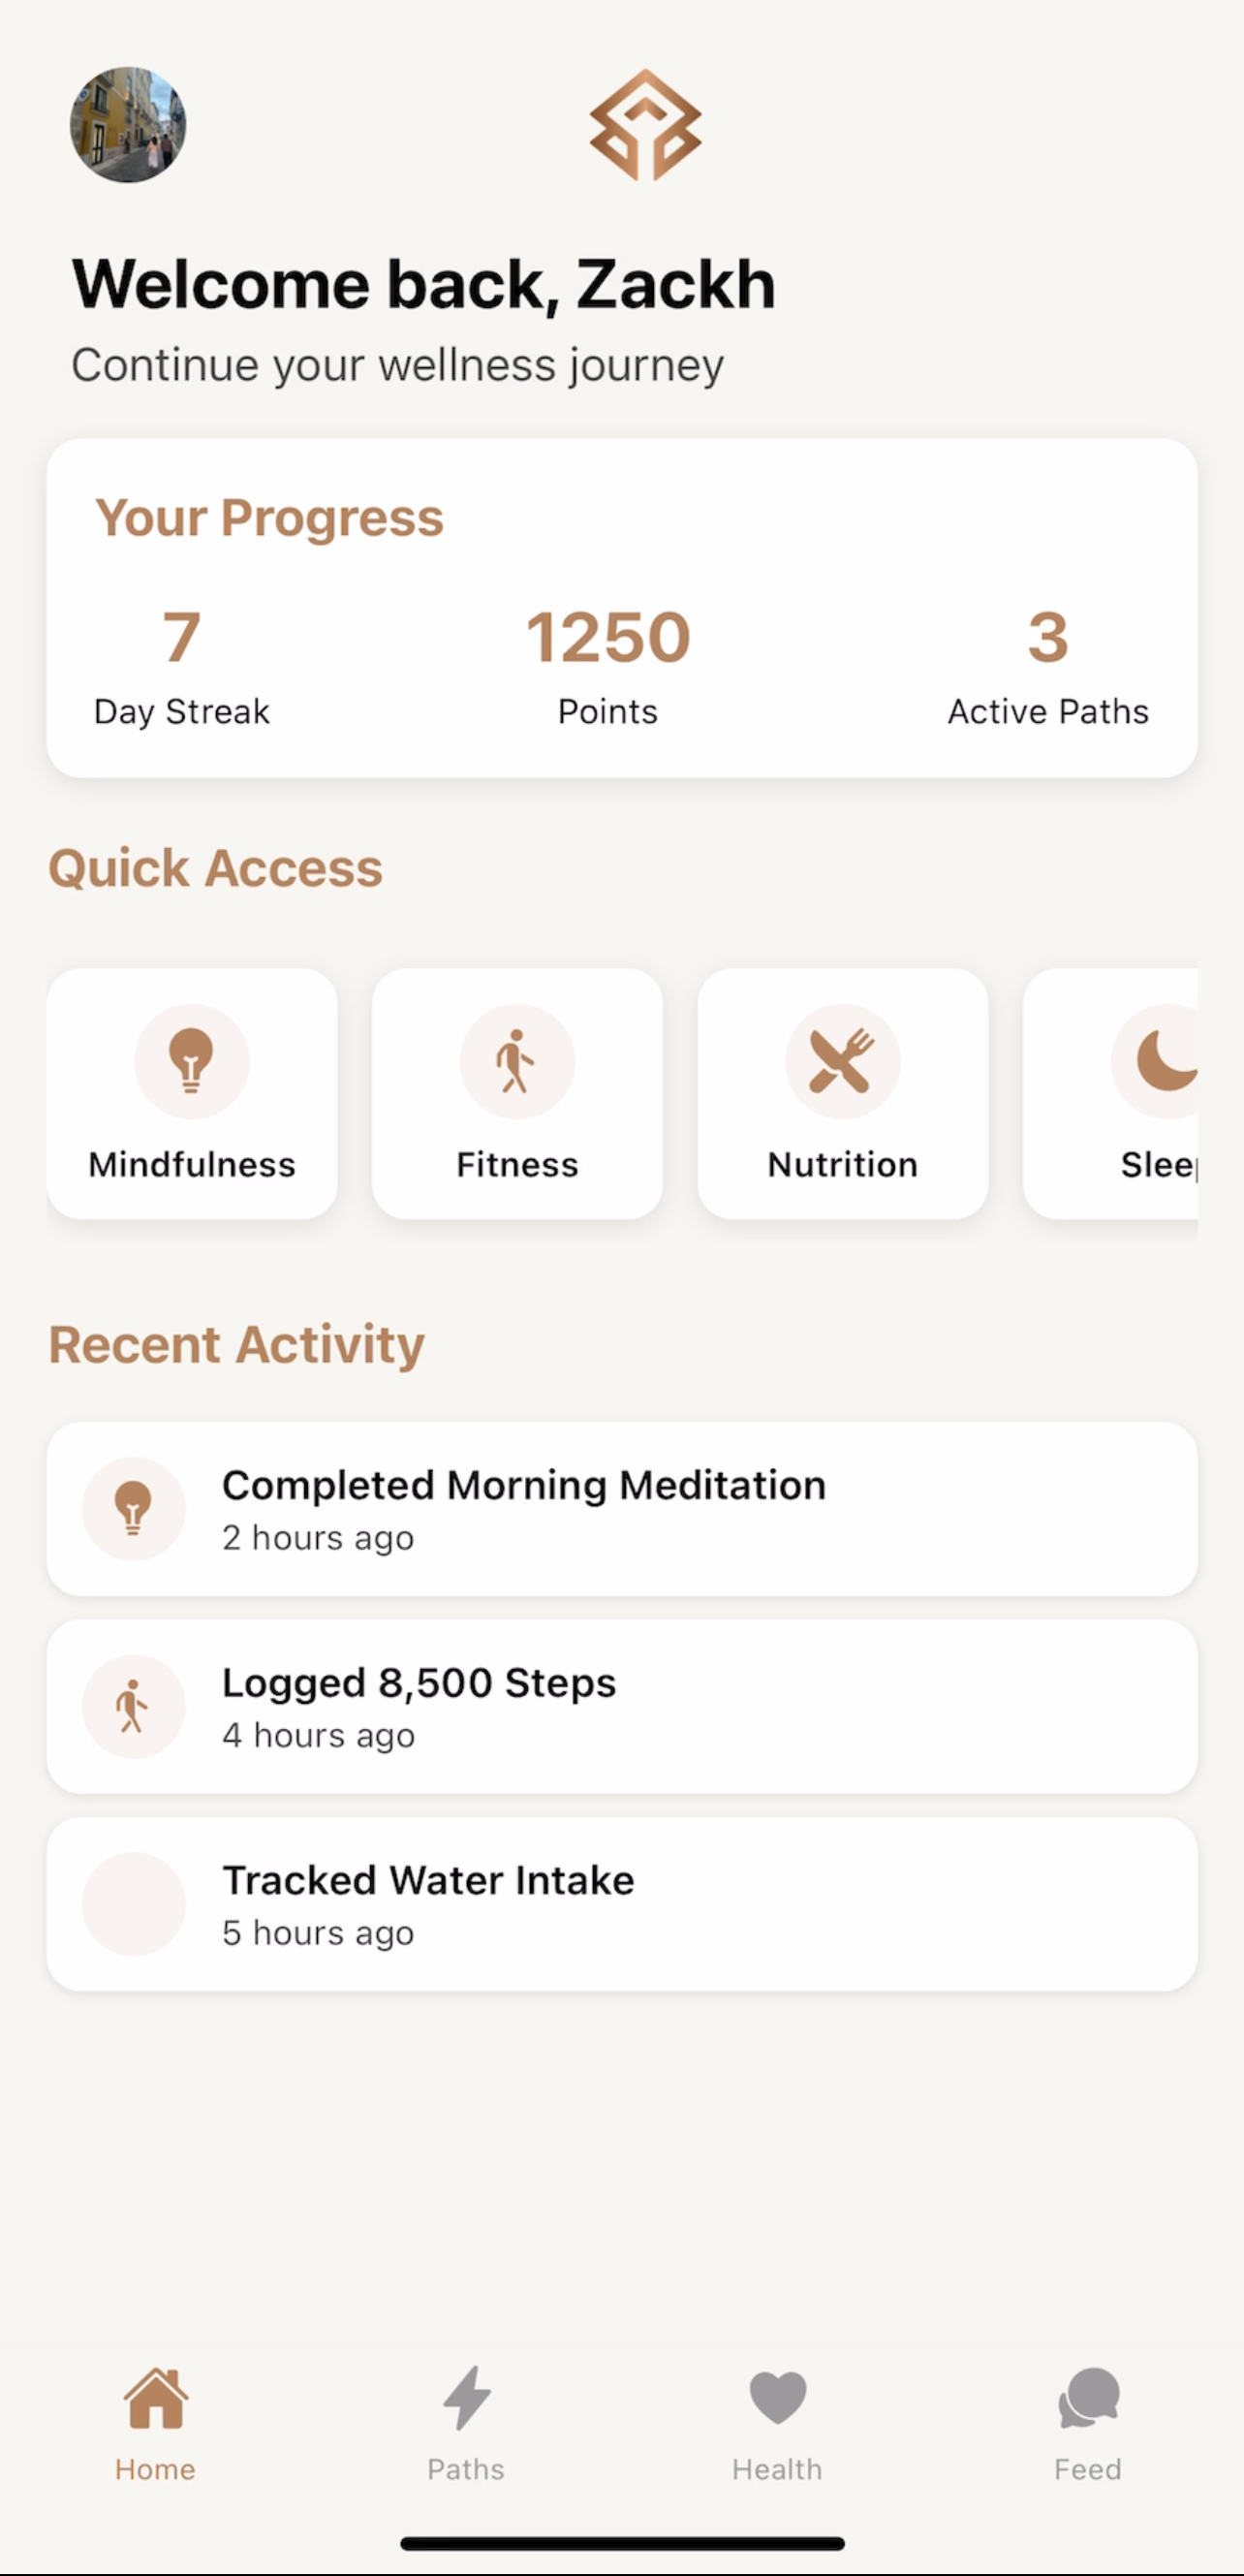 Welcome back, Zackh
Continue your wellness journey
Your Progress
7
1250
3
Day Streak
Points
Active Paths
Quick Access
Mindfulness
Fitness
Nutrition
Slee
Recent Activity
Completed Morning Meditation
2 hours ago
Logged 8,500 Steps
4 hours ago
Tracked Water Intake
5 hours ago
Home
Paths
Health
Feed